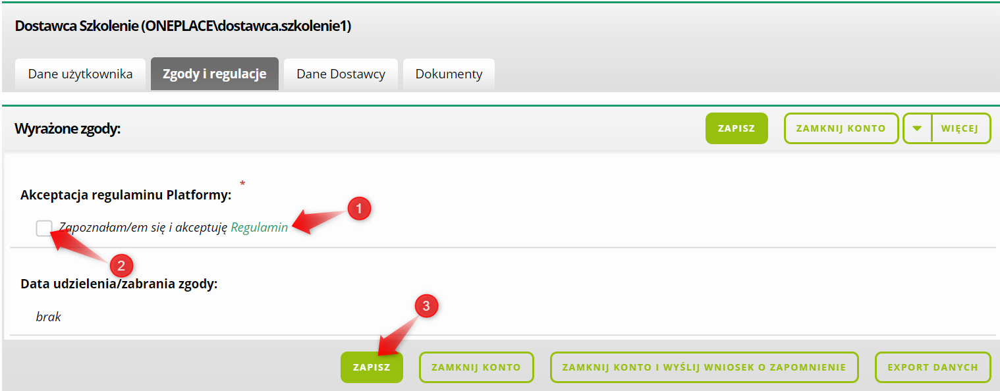 Dostawca Szkolenie (ONEPLACE\dostawca.szkolenie1)
Dane użytkownika Zgody i regulacje Dane Dostawcy Dokumenty
Wyrażone zgody: ZAPISZ ZAMKNIJ KONTO WIĘCEJ
Akceptacja regulaminu Platformy: *
Zapoznałam/em się i akceptuję Regulamin 1
2
Data udzielenia/zabrania zgody:
3
brak
ZAPISZ ZAMKNIJ KONTO ZAMKNIJ KONTO I WYŚLIJ WNIOSEK O ZAPOMNIENIE EXPORT DANYCH